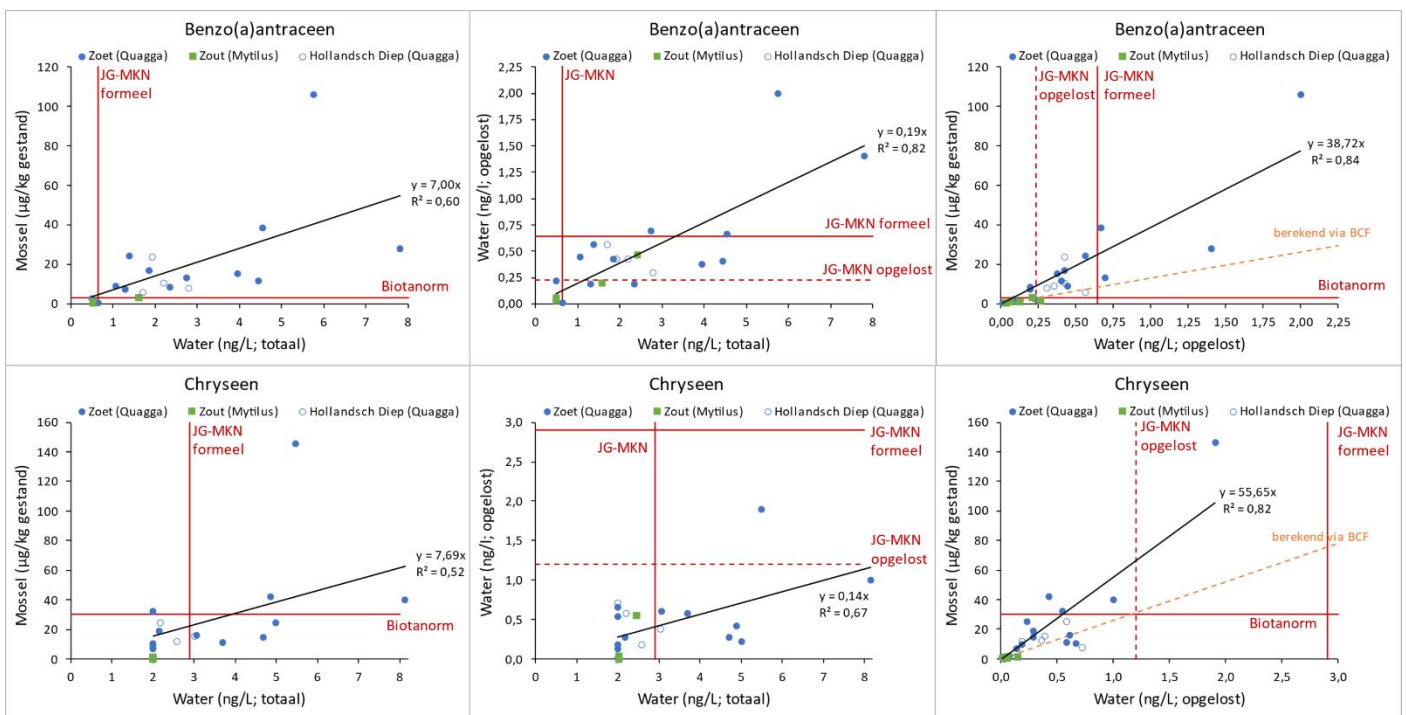 Benzo(a)antraceen
Zoet (Quagga) Zout (Mytilus) Hollandsch Diep (Quagga)
120
100
80
60
40
20
0
Mossel (µg/kg gestand)
JG-MKN
formeel
y = 7,00x
R² = 0,60
Biotanorm
0 1 2 3 4 5 6 7 8
Water (ng/L; totaal)
Benzo(a)antraceen
Zoet (Quagga) Zout (Mytilus) Hollandsch Diep (Quagga)
2,25
2,00
1,75
1,50
1,25
1,00
0,75
0,50
0,25
0,00
Water (ng/l; opgelost)
JG-MKN
y = 0,19x
R² = 0,82
JG-MKN formeel
JG-MKN opgelost
0 1 2 3 4 5 6 7 8
Water (ng/L; totaal)
Benzo(a)antraceen
Zoet (Quagga) Zout (Mytilus) Hollandsch Diep (Quagga)
120
100
80
60
40
20
0
Mossel (µg/kg gestand)
JG-MKN
opgelost
JG-MKN
formeel
y = 38,72x
R² = 0,84
berekend via BCF
Biotanorm
0,00 0,25 0,50 0,75 1,00 1,25 1,50 1,75 2,00 2,25
Water (ng/L; opgelost)
Chryseen
Zoet (Quagga) Zout (Mytilus) Hollandsch Diep (Quagga)
160
140
120
100
80
60
40
20
0
Mossel (µg/kg gestand)
JG-MKN
formeel
y = 7,69x
R² = 0,52
Biotanorm
0 1 2 3 4 5 6 7 8
Water (ng/L; totaal)
Chryseen
Zoet (Quagga) Zout (Mytilus) Hollandsch Diep (Quagga)
3,0
2,5
2,0
1,5
1,0
0,5
0,0
Water (ng/l; opgelost)
JG-MKN
JG-MKN
formeel
JG-MKN
opgelost
y = 0,14x
R² = 0,67
0 1 2 3 4 5 6 7 8
Water (ng/L; totaal)
Chryseen
Zoet (Quagga) Zout (Mytilus) Hollandsch Diep (Quagga)
160
140
120
100
80
60
40
20
0
Mossel (µg/kg gestand)
JG-MKN
opgelost
JG-MKN
formeel
y = 55,65x
R² = 0,82
berekend via BCF
Biotanorm
0,0 0,5 1,0 1,5 2,0 2,5 3,0
Water (ng/L; opgelost)